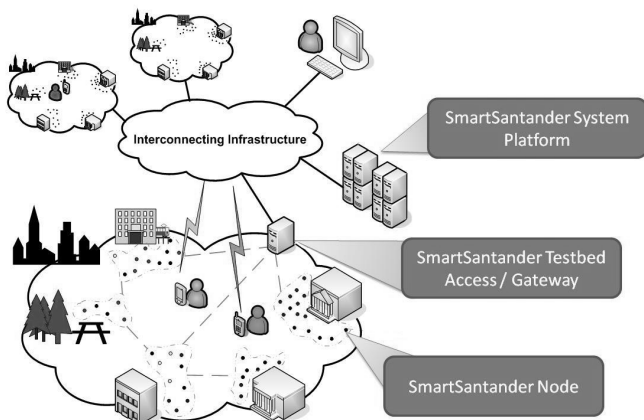 Interconnecting Infrastructure
SmartSantander System
Platform
SmartSantander Testbed
Access / Gateway
SmartSantander Node